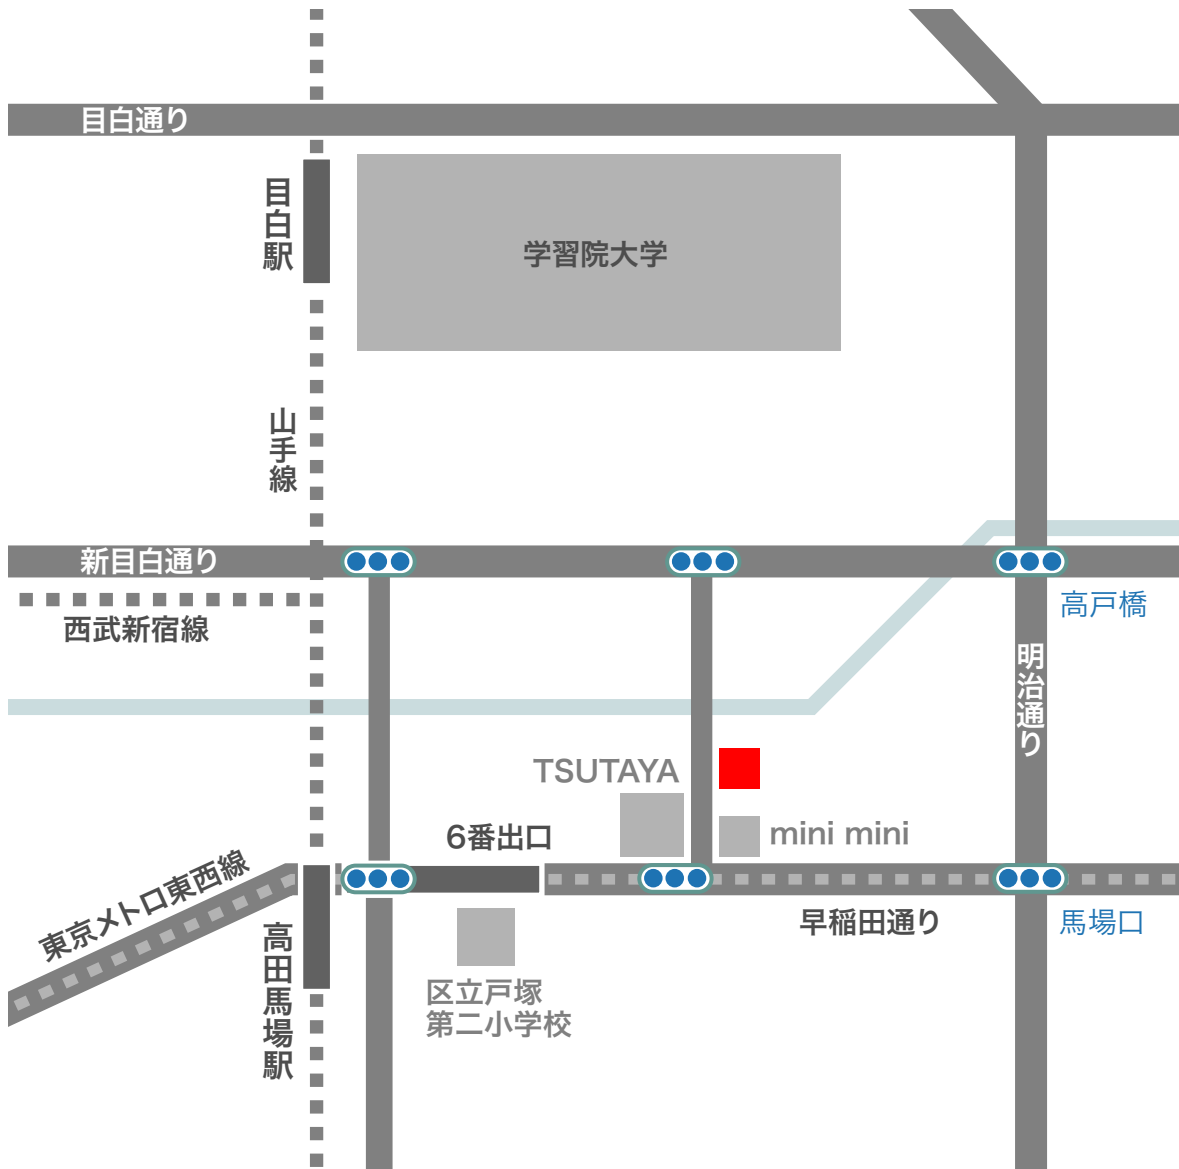 目白通り
目白駅
学習院大学
山手線
新目白通り
西武新宿線
高戸橋
明治通り
TSUTAYA
mini mini
6番出口
東京メトロ東西線
早稲田通り
馬場口
高田馬場駅
区立戸塚
第二小学校